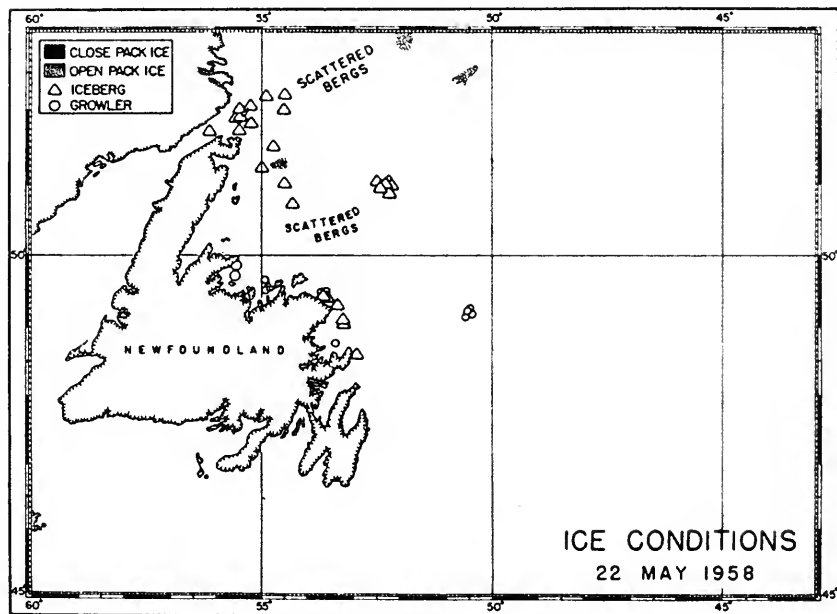 60° 55° 50° 45°
CLOSE PACK ICE
OPEN PACK ICE
ICEBERG
GROWLER
SCATTERED
BERGS
SCATTERED
BERGS
50° 50°
NEWFOUNDLAND
ICE CONDITIONS
22 MAY 1958
45° 45°
60° 55° 50° 45°